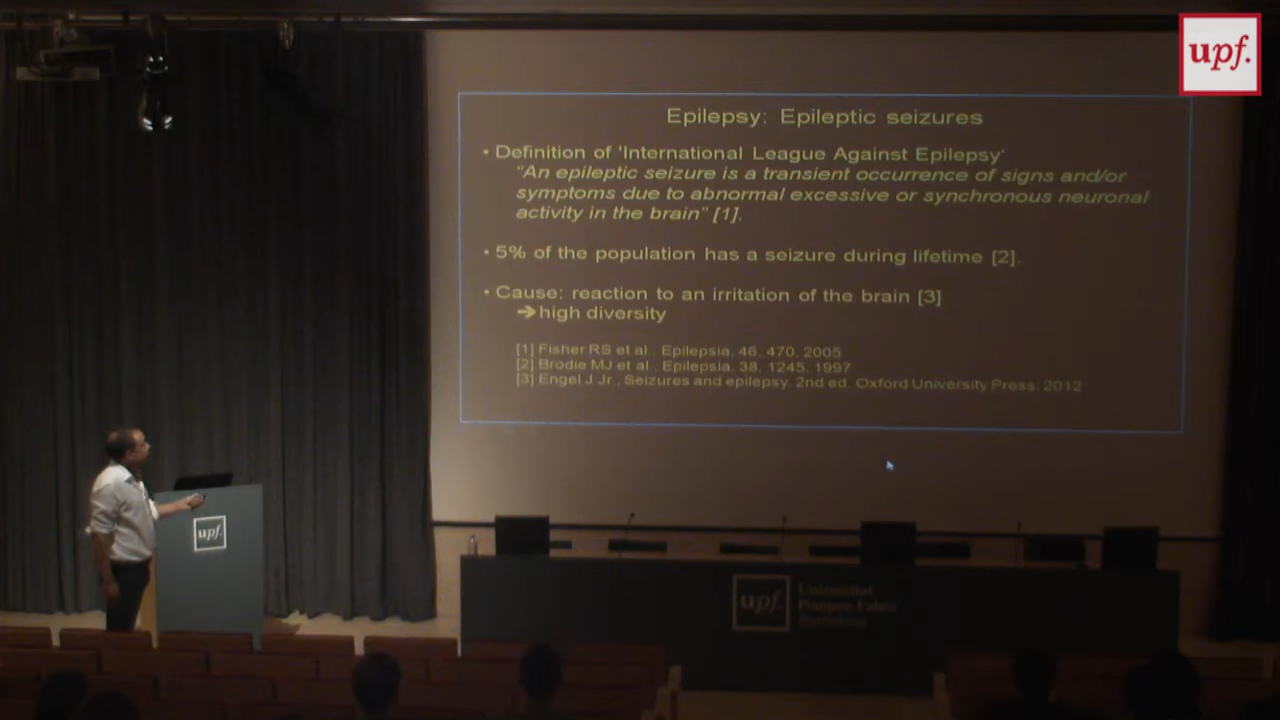 upf.
Epilepsy: Epileptic seizures
• Definition of 'International League Against Epilepsy'
"An epileptic seizure is a transient occurrence of signs and/or
symptoms due to abnormal excessive or synchronous neuronal
activity in the brain" [1].
• 5% of the population has a seizure during lifetime [2].
• Cause: reaction to an irritation of the brain [3]
➔ high diversity
[1] Fisher RS et al., Epilepsia, 46, 470, 2005
[2] Brodie MJ et al., Epilepsia, 38, 1245, 1997
[3] Engel J Jr., Seizures and epilepsy. 2nd ed. Oxford University Press. 2012
upf.
upf.
Universitat
Pompeu Fabra
Barcelona